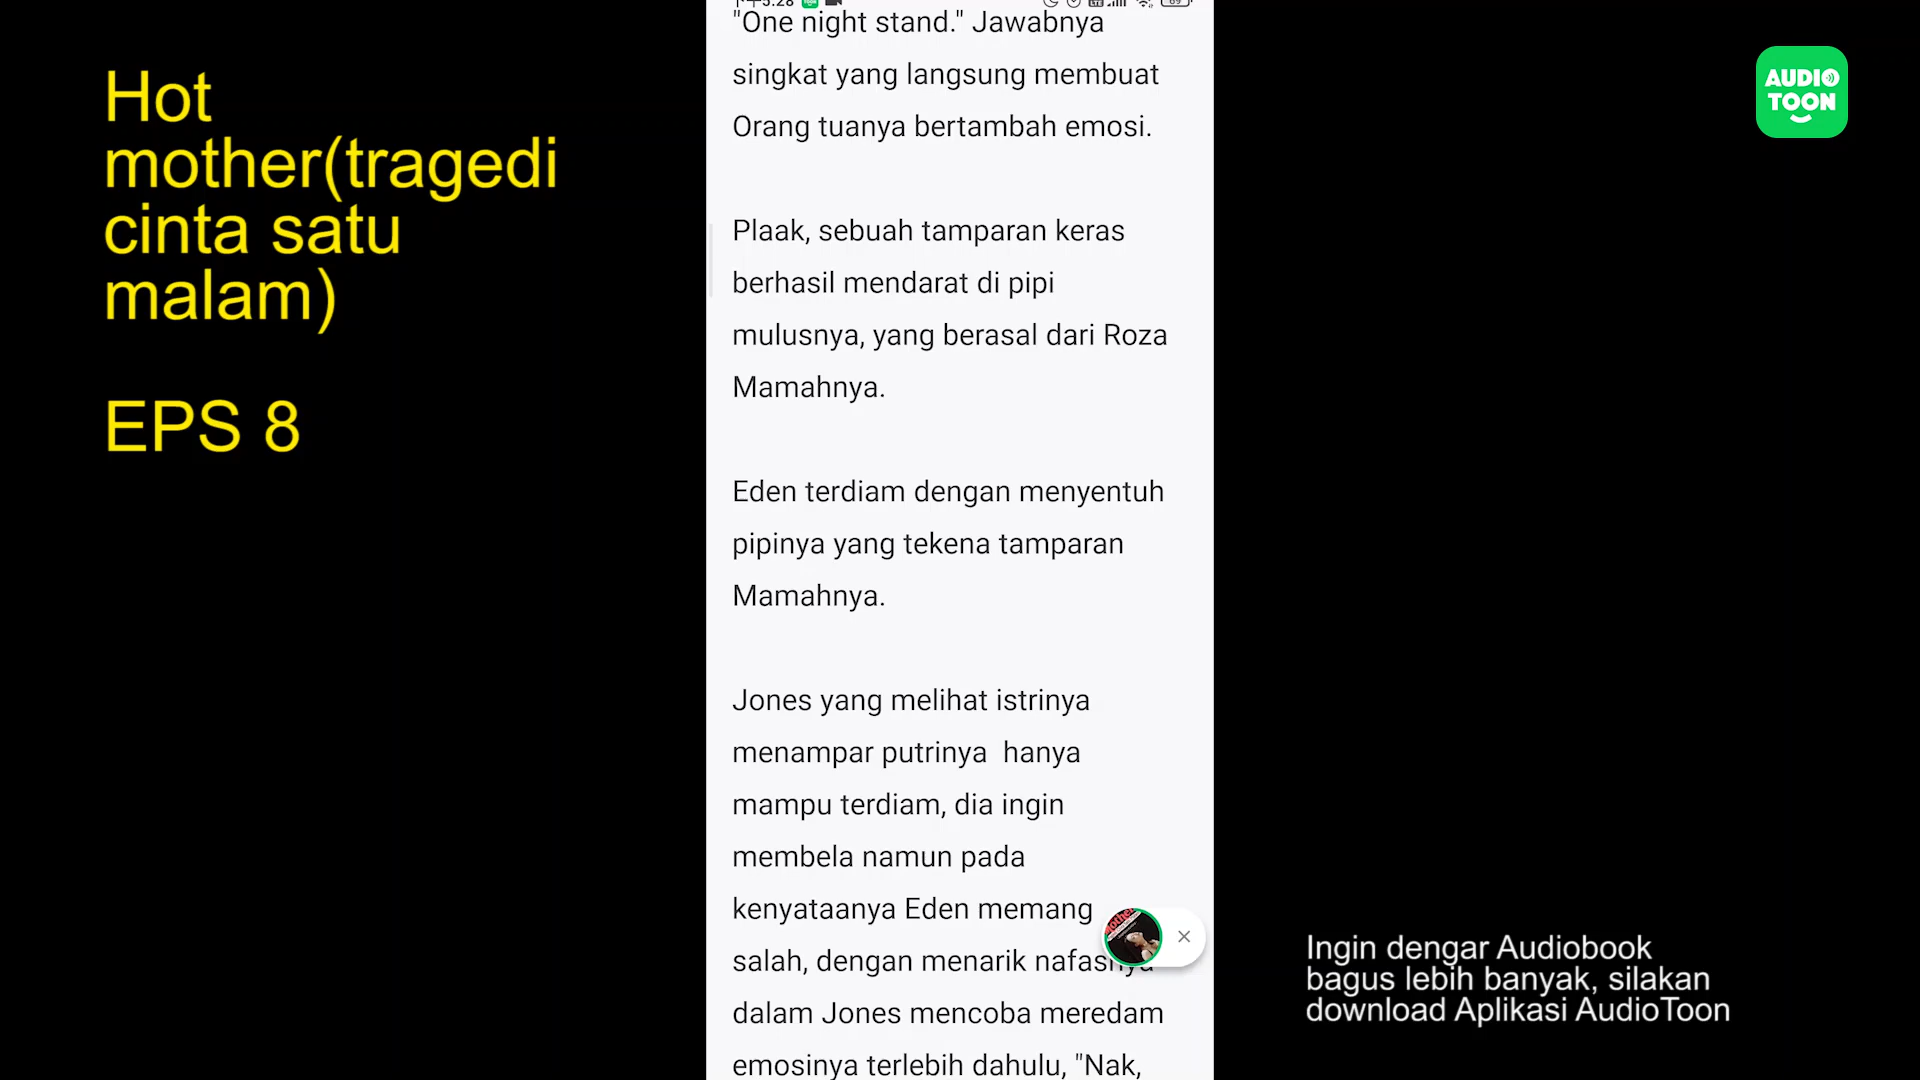 Hot
mother(tragedi
cinta satu
malam)
EPS 8
"One night stand." Jawabnya
singkat yang langsung membuat
Orang tuanya bertambah emosi.
Plaak, sebuah tamparan keras
berhasil mendarat di pipi
mulusnya, yang berasal dari Roza
Mamahnya.
Eden terdiam dengan menyentuh
pipinya yang tekena tamparan
Mamahnya.
Jones yang melihat istrinya
menampar putrinya  hanya
mampu terdiam, dia ingin
membela namun pada
kenyataanya Eden memang
salah, dengan menarik nafasnya
dalam Jones mencoba meredam
emosinya terlebih dahulu, "Nak,
AUDIO
TOON
Ingin dengar Audiobook
bagus lebih banyak, silakan
download Aplikasi AudioToon